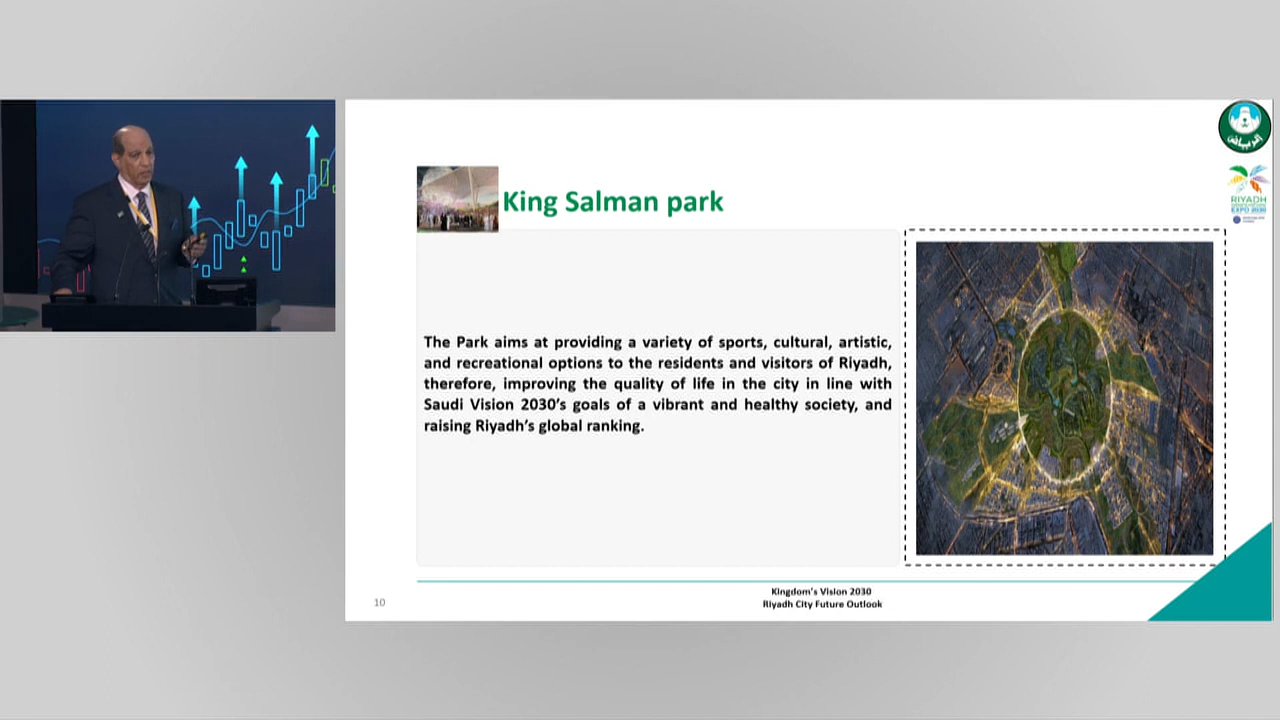 الرياض
King Salman park
RIYADH
EXPO 2030
The Park aims at providing a variety of sports, cultural, artistic,
and recreational options to the residents and visitors of Riyadh,
therefore, improving the quality of life in the city in line with
Saudi Vision 2030's goals of a vibrant and healthy society, and
raising Riyadh's global ranking.
10
Kingdom's Vision 2030
Riyadh City Future Outlook